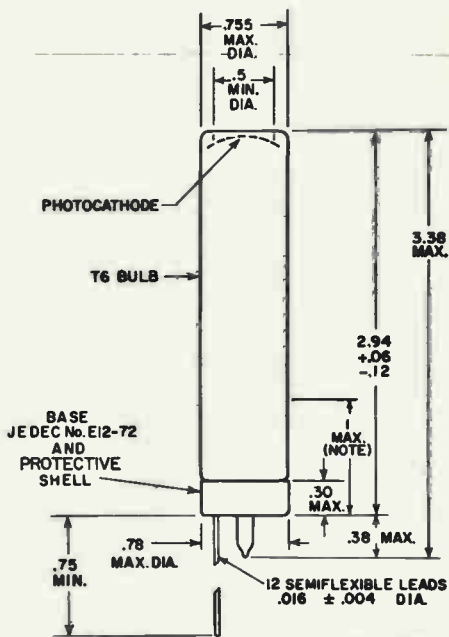 .755
MAX.
DIA.
.5
MIN.
DIA.
PHOTOCATHODE
3.38
MAX.
T6 BULB
2.94
+.06
-.12
BASE
JEDEC No. E12-72
AND
PROTECTIVE
SHELL
1
MAX.
(NOTE)
.30
MAX.
.78
MAX. DIA.
.38 MAX.
.75
MIN.
12 SEMIFLEXIBLE LEADS
.016 ± .004 DIA.